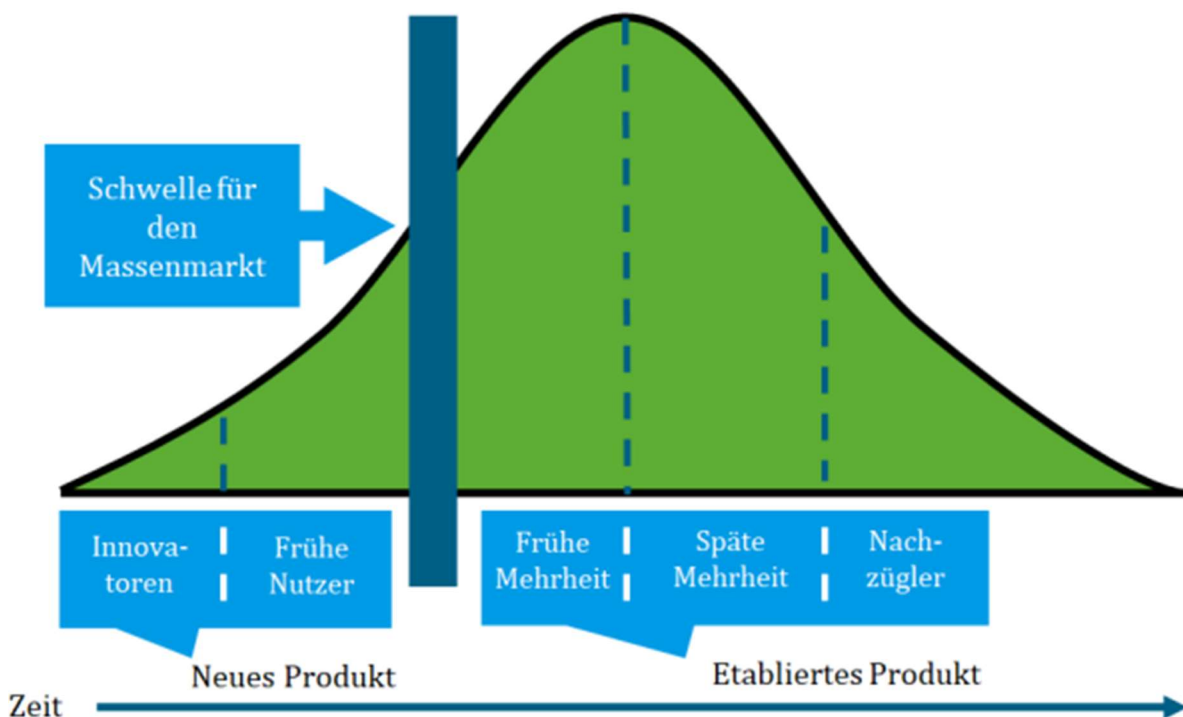 Schwelle für
den
Massenmarkt
Innova-
toren
Frühe
Nutzer
Frühe
Mehrheit
Späte
Mehrheit
Nach-
zügler
Neues Produkt
Etabliertes Produkt
Zeit